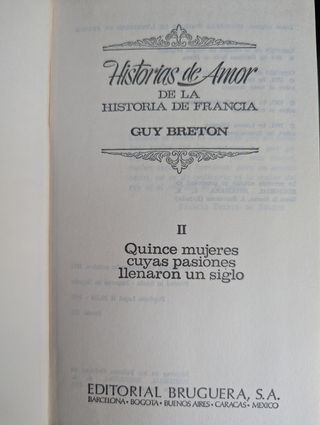 Historias de Amor
DE LA
HISTORIA DE FRANCIA
GUY BRETON
II
Quince mujeres
cuyas pasiones
llenaron un siglo
EDITORIAL BRUGUERA, S.A.
BARCELONA • BOGOTA • BUENOS AIRES • CARACAS • MEXICO